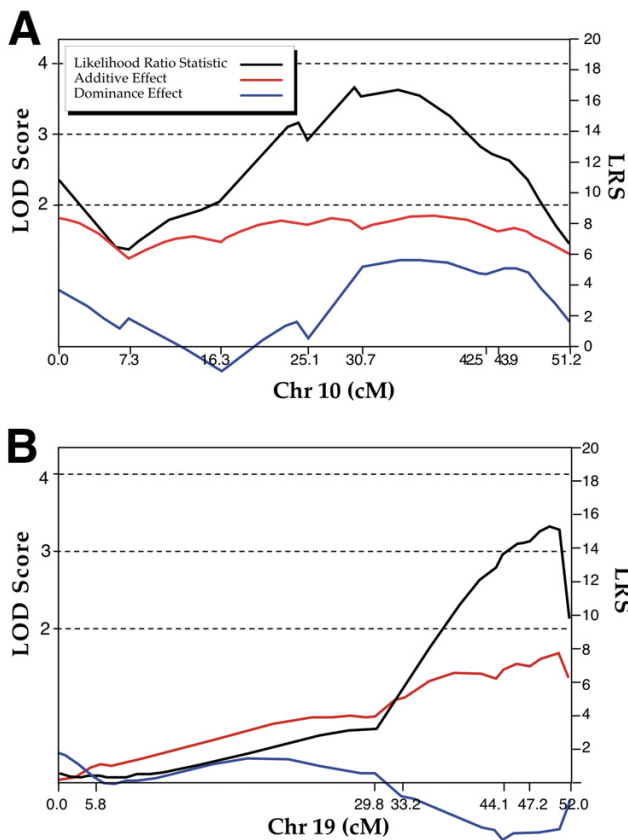 A
Likelihood Ratio Statistic
Additive Effect
Dominance Effect
LOD Score
4
3
2
LRS
20
18
16
14
12
10
8
6
4
2
0
0.0 7.3 16.3 25.1 30.7 425 43.9 51.2
Chr 10 (cM)
B
LOD Score
4
3
2
LRS
20
18
16
14
12
10
8
6
4
2
0.0 5.8 29.8 33.2 44.1 47.2 52.0
Chr 19 (cM)